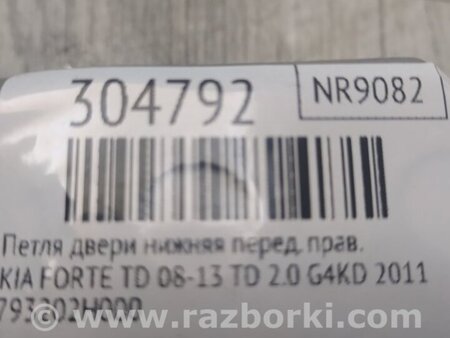 304792
NR9082
Петля двери нижняя перед. прав.
KIA FORTE TD 08-13 TD 2.0 G4KD 2011
793202H000
www.razborki.com